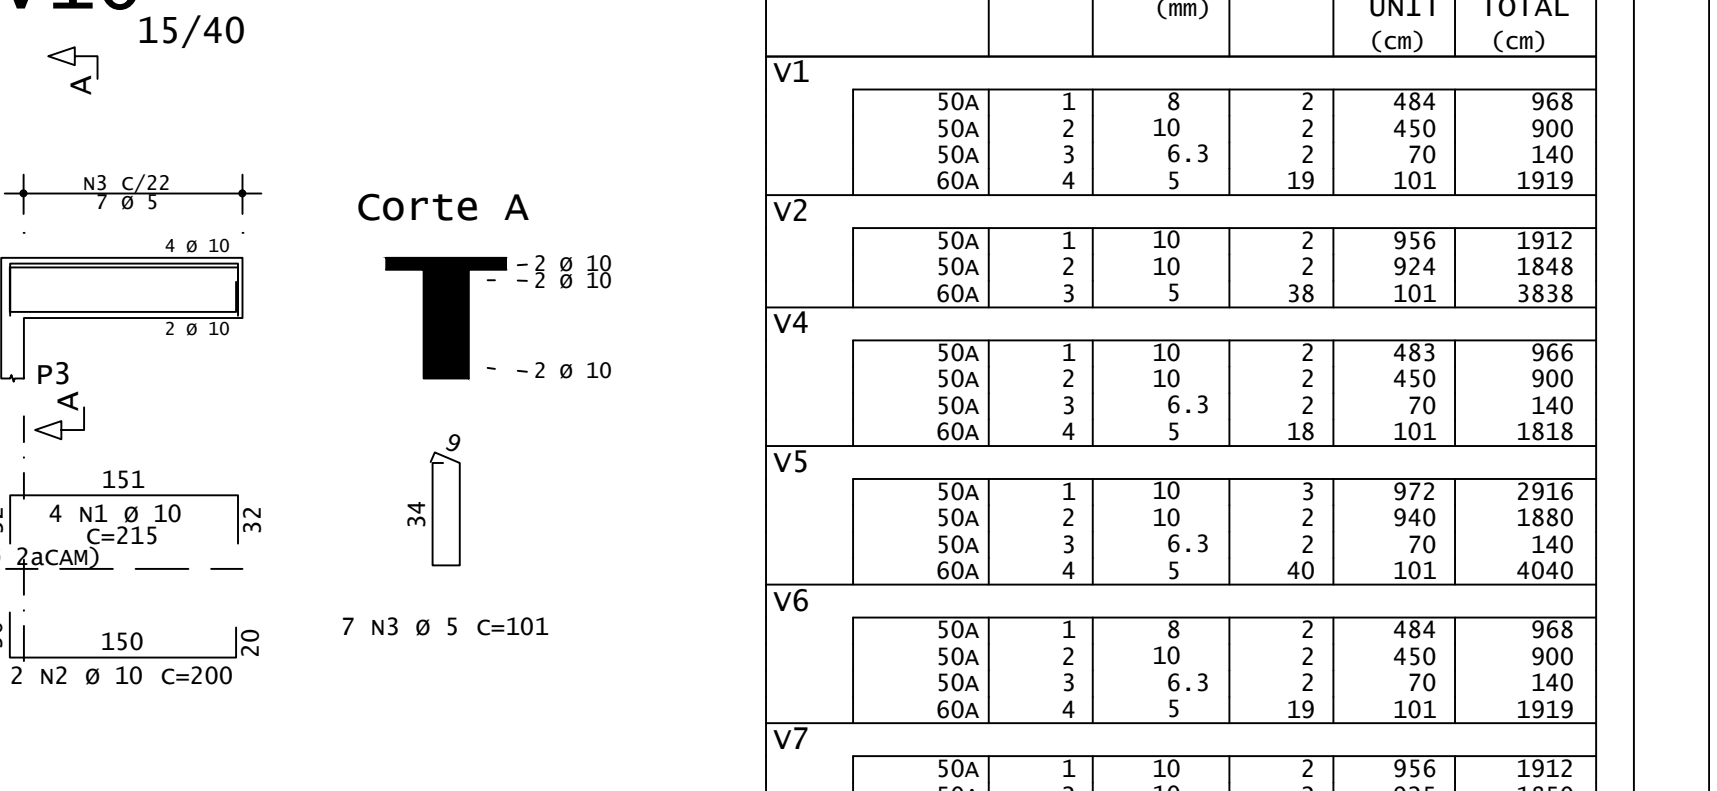 15/40
A
N3 C/22
7 Ø 5
4 Ø 10
2 Ø 10
P3
A
151
4 N1 Ø 10
C=215
32
2aCAM)
150
20
2 N2 Ø 10 C=200
Corte A
2 Ø 10
2 Ø 10
2 Ø 10
9
34
7 N3 Ø 5 C=101
(mm) UNIT TOTAL
(cm) (cm)
V1
50A 1 8 2 484 968
50A 2 10 2 450 900
50A 3 6.3 2 70 140
60A 4 5 19 101 1919
V2
50A 1 10 2 956 1912
50A 2 10 2 924 1848
60A 3 5 38 101 3838
V4
50A 1 10 2 483 966
50A 2 10 2 450 900
50A 3 6.3 2 70 140
60A 4 5 18 101 1818
V5
50A 1 10 3 972 2916
50A 2 10 2 940 1880
50A 3 6.3 2 70 140
60A 4 5 40 101 4040
V6
50A 1 8 2 484 968
50A 2 10 2 450 900
50A 3 6.3 2 70 140
60A 4 5 19 101 1919
V7
50A 1 10 2 956 1912